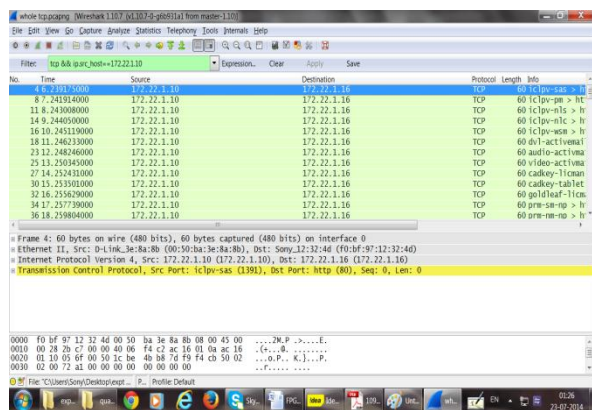 whole tcp.pcapng [Wireshark 1.10.7 (v1.10.7-0-g6b931a1 from master-1.10)]
File Edit View Go Capture Analyze Statistics Telephony Tools Internals Help
Filter: tcp && ip.src_host==172.22.1.10 Expression... Clear Apply Save
No. Time Source Destination Protocol Length Info
4 6.239175000 172.22.1.10 172.22.1.16 TCP 60 iclpv-sas > ht
8 7.241914000 172.22.1.10 172.22.1.16 TCP 60 iclpv-pm > ht
11 8.243008000 172.22.1.10 172.22.1.16 TCP 60 iclpv-nls > h
14 9.244050000 172.22.1.10 172.22.1.16 TCP 60 iclpv-nlc > h
16 10.245119000 172.22.1.10 172.22.1.16 TCP 60 iclpv-wsm > h
18 11.246233000 172.22.1.10 172.22.1.16 TCP 60 dvl-activemai
23 12.248246000 172.22.1.10 172.22.1.16 TCP 60 audio-activma
25 13.250345000 172.22.1.10 172.22.1.16 TCP 60 video-activma
27 14.252431000 172.22.1.10 172.22.1.16 TCP 60 cadkey-licman
30 15.253501000 172.22.1.10 172.22.1.16 TCP 60 cadkey-tablet
32 16.255629000 172.22.1.10 172.22.1.16 TCP 60 goldleaf-licm
34 17.257739000 172.22.1.10 172.22.1.16 TCP 60 prm-sm-np > h
36 18.259804000 172.22.1.10 172.22.1.16 TCP 60 prm-nm-np > h
Frame 4: 60 bytes on wire (480 bits), 60 bytes captured (480 bits) on interface 0
Ethernet II, Src: D-Link_3e:8a:8b (00:50:ba:3e:8a:8b), Dst: Sony_12:32:4d (f0:bf:97:12:32:4d)
Internet Protocol Version 4, Src: 172.22.1.10 (172.22.1.10), Dst: 172.22.1.16 (172.22.1.16)
Transmission Control Protocol, Src Port: iclpv-sas (1391), Dst Port: http (80), Seq: 0, Len: 0
0000 f0 bf 97 12 32 4d 00 50 ba 3e 8a 8b 08 00 45 00 ....2M.P .>....E.
0010 00 28 2b c7 00 00 40 06 f4 c2 ac 16 01 0a ac 16 .(+...@. ........
0020 01 10 05 6f 00 50 1c be 4b b8 7d f9 f4 cb 50 02 ...o.P.. K.}...P.
0030 02 00 72 a1 00 00 00 00 00 00 00 00 ..r..... ....
File: "C:\Users\Sony\Desktop\expt ... P... Profile: Default
exp... qua... Sky... FPG... Idea Ide... 109... Unt... wh... EN 01:26
23-07-2014